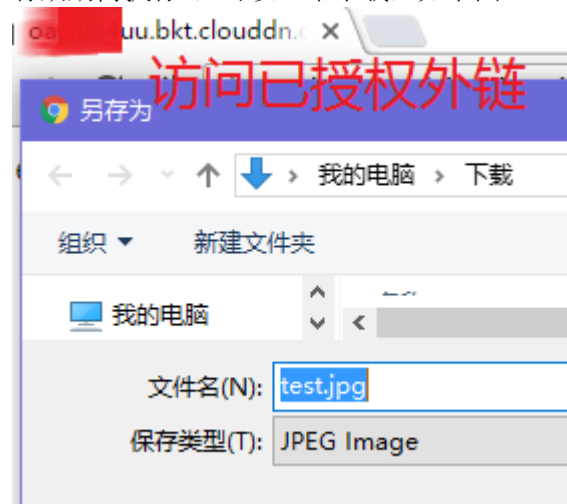 uu.bkt.clouddn.c
访问已授权外链
另存为
我的电脑 › 下载
组织 新建文件夹
我的电脑
文件名(N): test.jpg
保存类型(T): JPEG Image